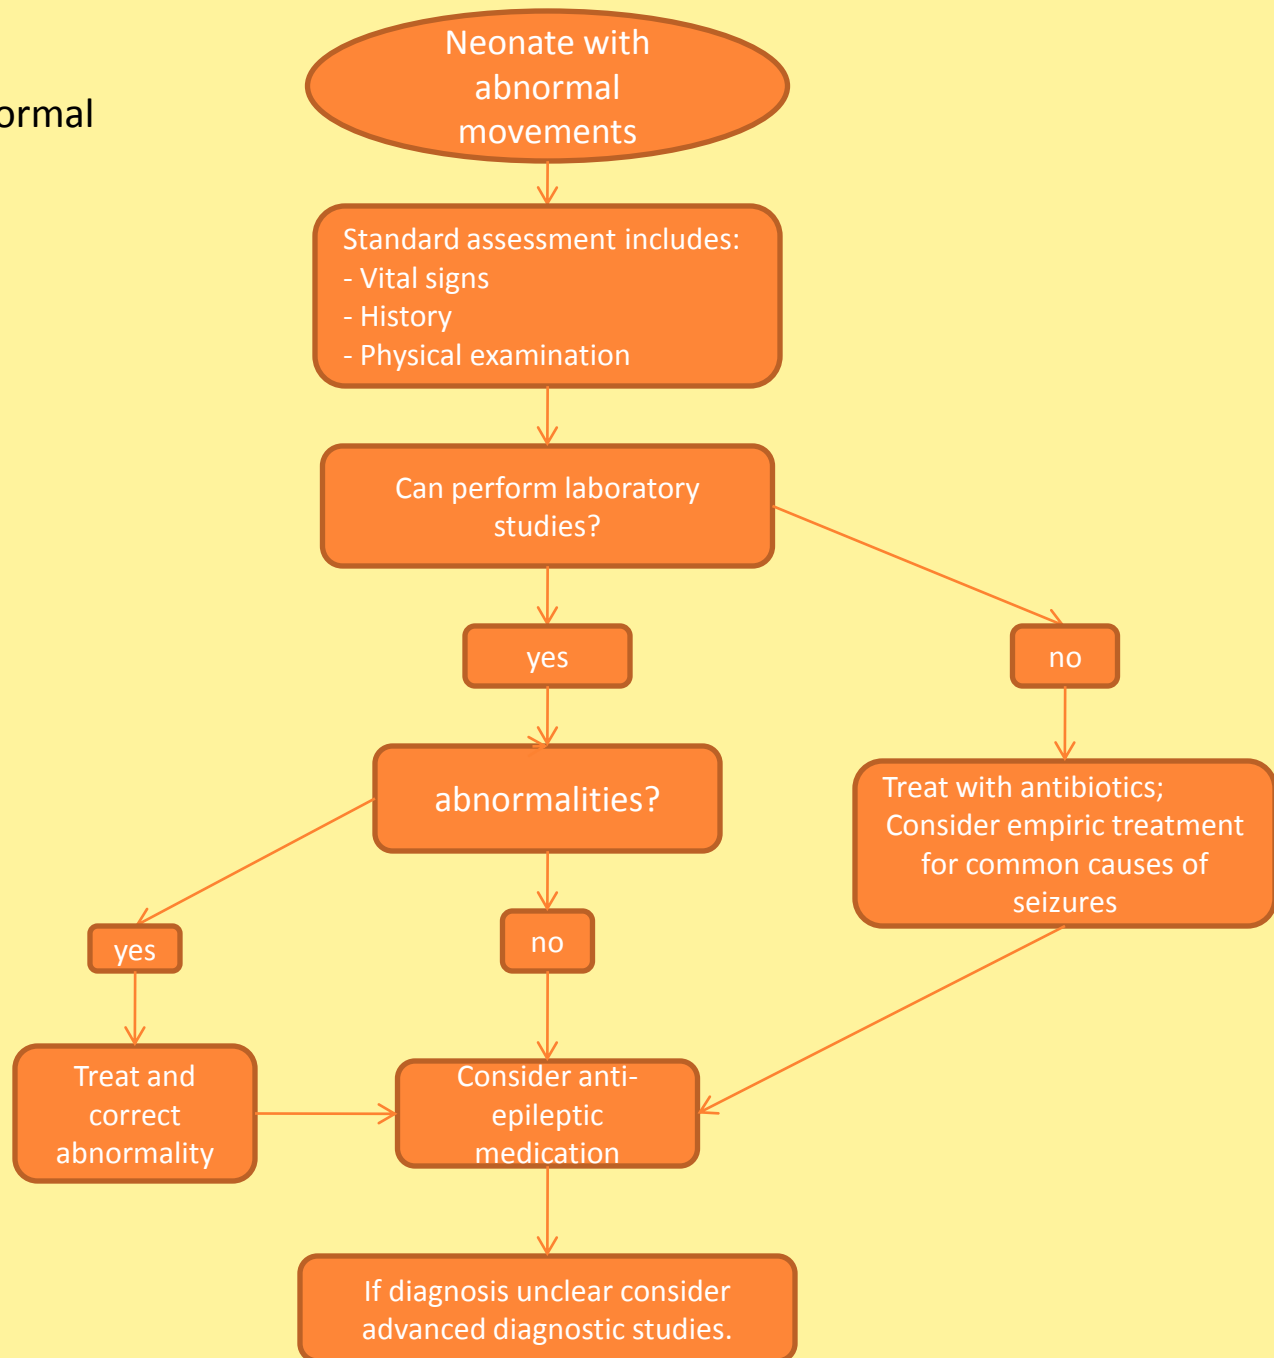 Neonate with
abnormal
movements
ormal
Standard assessment includes:
- Vital signs
- History
- Physical examination
Can perform laboratory
studies?
yes
no
abnormalities?
Treat with antibiotics;
Consider empiric treatment
for common causes of
seizures
yes
no
Treat and
correct
abnormality
Consider anti-
epileptic
medication
If diagnosis unclear consider
advanced diagnostic studies.